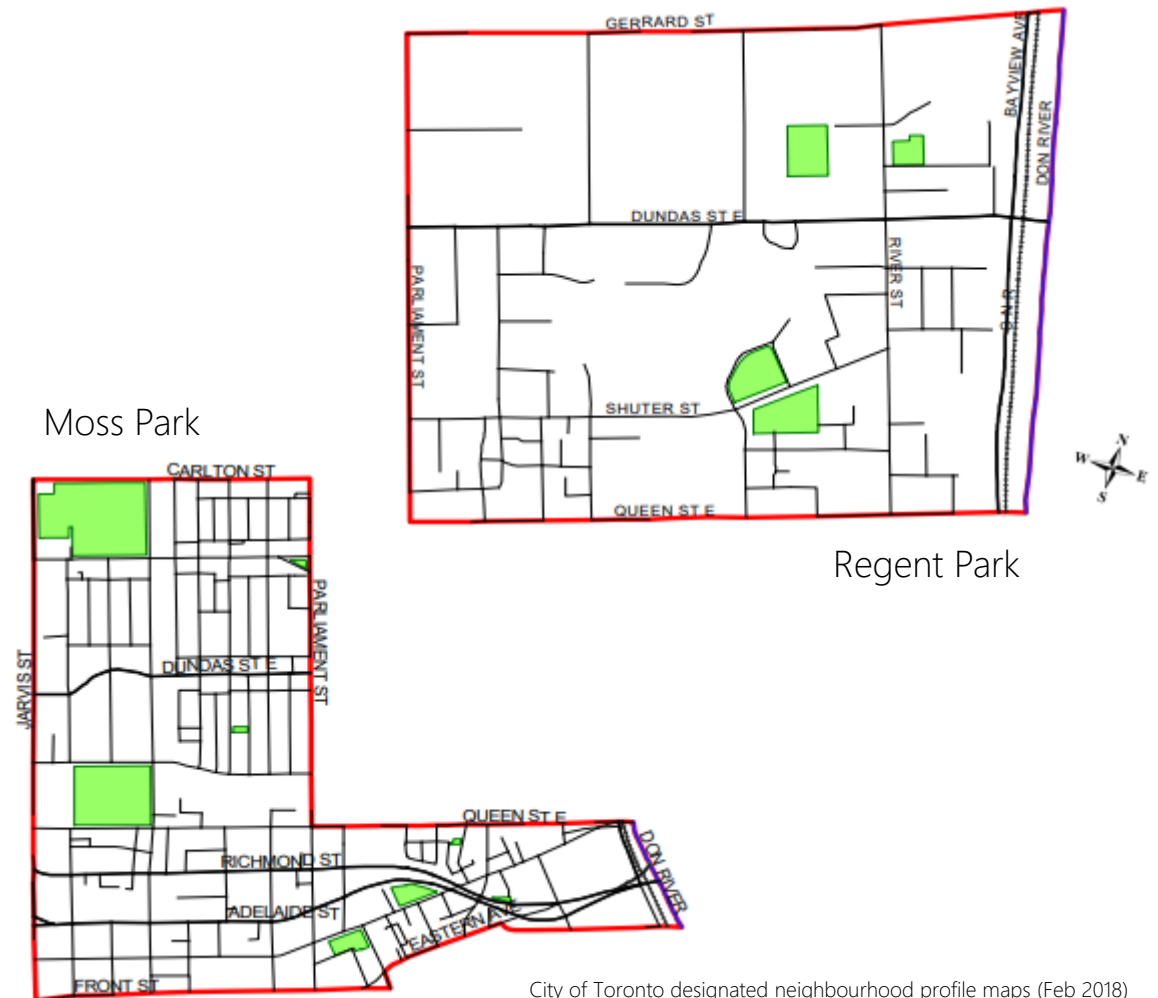 GERRARD ST
BAYVIEW AVE
DON RIVER
DUNDAS ST E
PARLIAMENT ST
RIVER ST
C N R
SHUTER ST
QUEEN ST E
N
W
E
S
Regent Park
Moss Park
CARLTON ST
PARLIAMENT ST
JARVIS ST
DUNDAS ST E
QUEEN ST E
DON RIVER
RICHMOND ST
ADELAIDE ST
EASTERN AVE
FRONT ST
City of Toronto designated neighbourhood profile maps (Feb 2018)